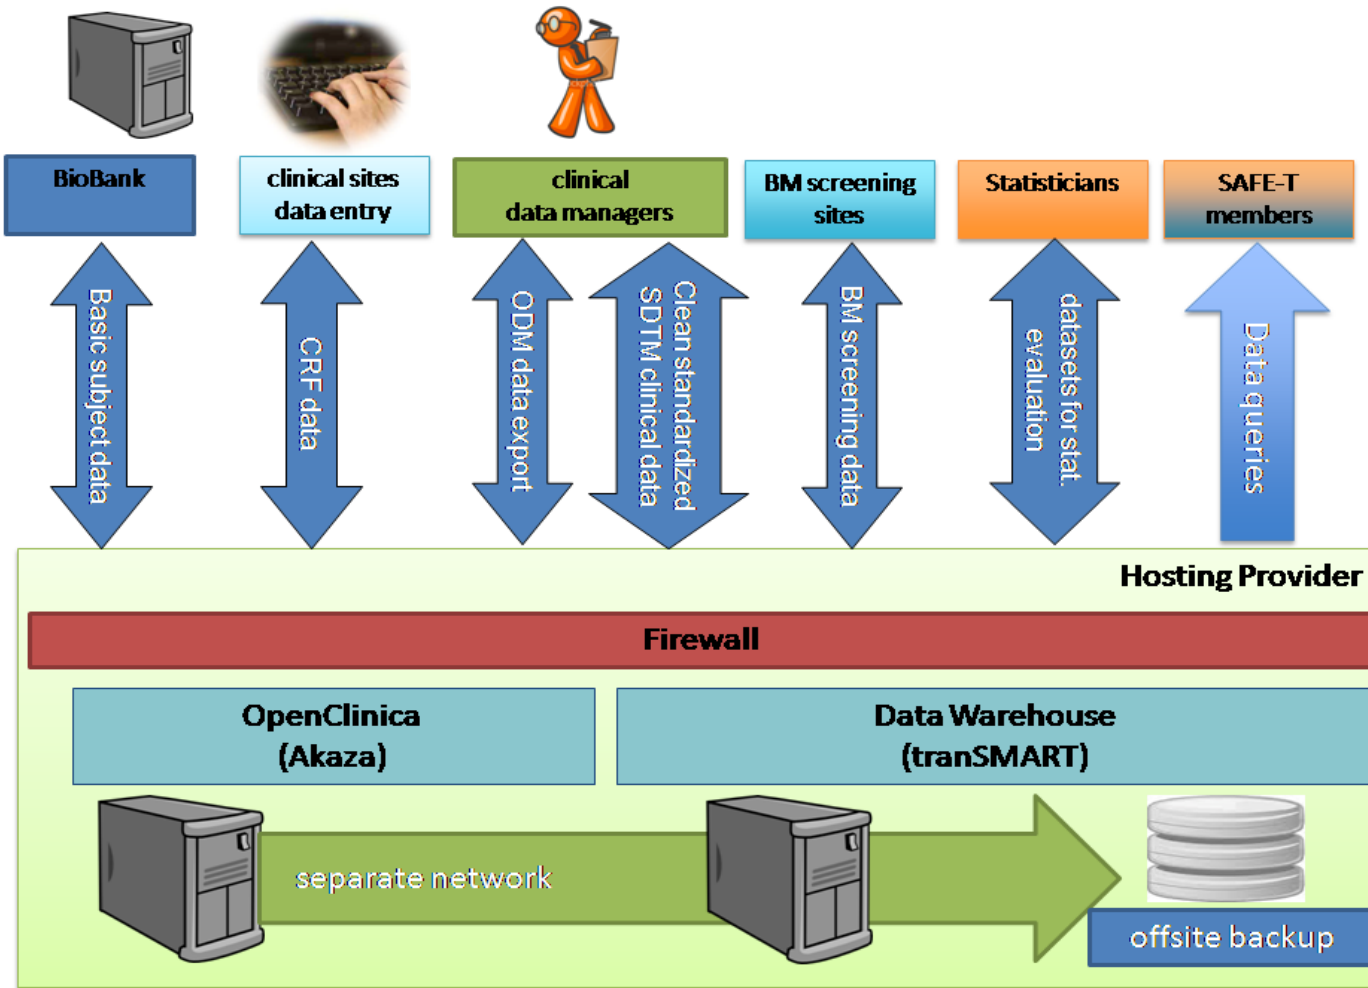 BioBank
clinical sites
data entry
clinical
data managers
BM screening
sites
Statisticians
SAFE-T
members
Basic subject data
CRF data
ODM data export
Clean standardized
SDTM clinical data
BM screening data
datasets for stat.
evaluation
Data queries
Hosting Provider
Firewall
OpenClinica
(Akaza)
Data Warehouse
(tranSMART)
separate network
offsite backup